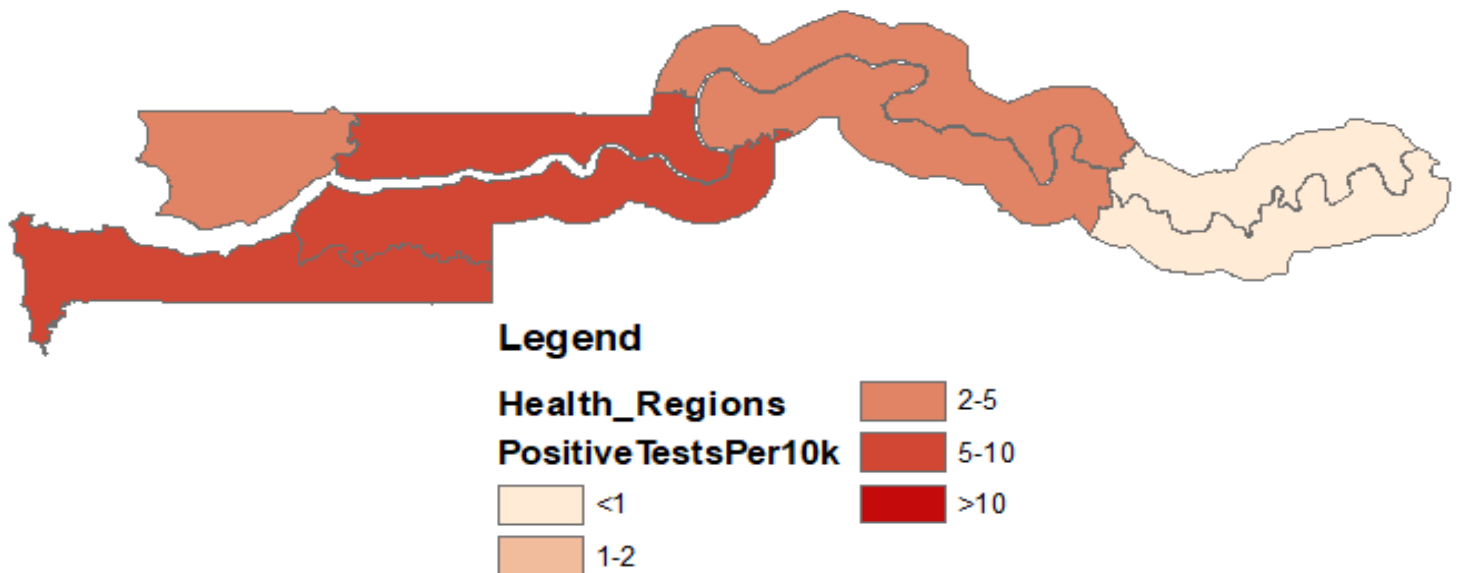 Legend
Health_Regions
PositiveTestsPer10k
<1
1-2
2-5
5-10
>10